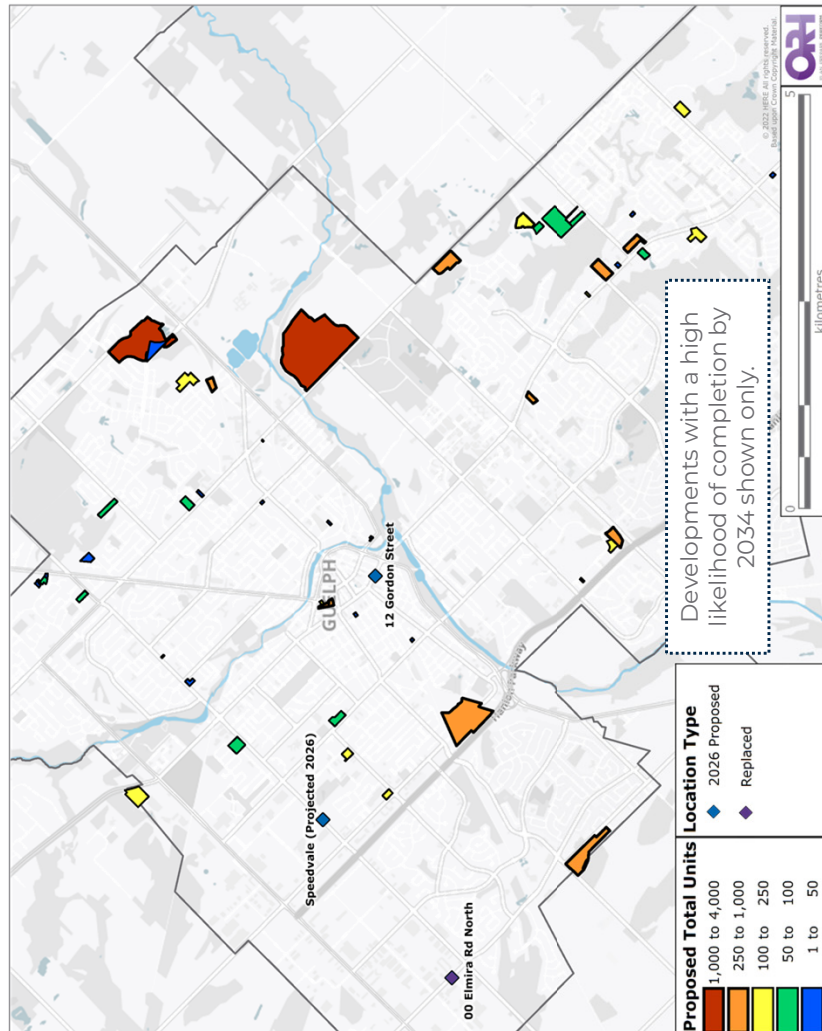 GUELPH
12 Gordon Street
Speedvale (Projected 2026)
00 Elmira Rd North
Hanlon Parkway
Developments with a high
likelihood of completion by
2034 shown only.
Proposed Total Units
1,000 to 4,000
250 to 1,000
100 to 250
50 to 100
1 to 50
Location Type
2026 Proposed
Replaced
0
5
kilometres
© 2022 HERE All rights reserved.
Based upon Crown Copyright Material.
ORH